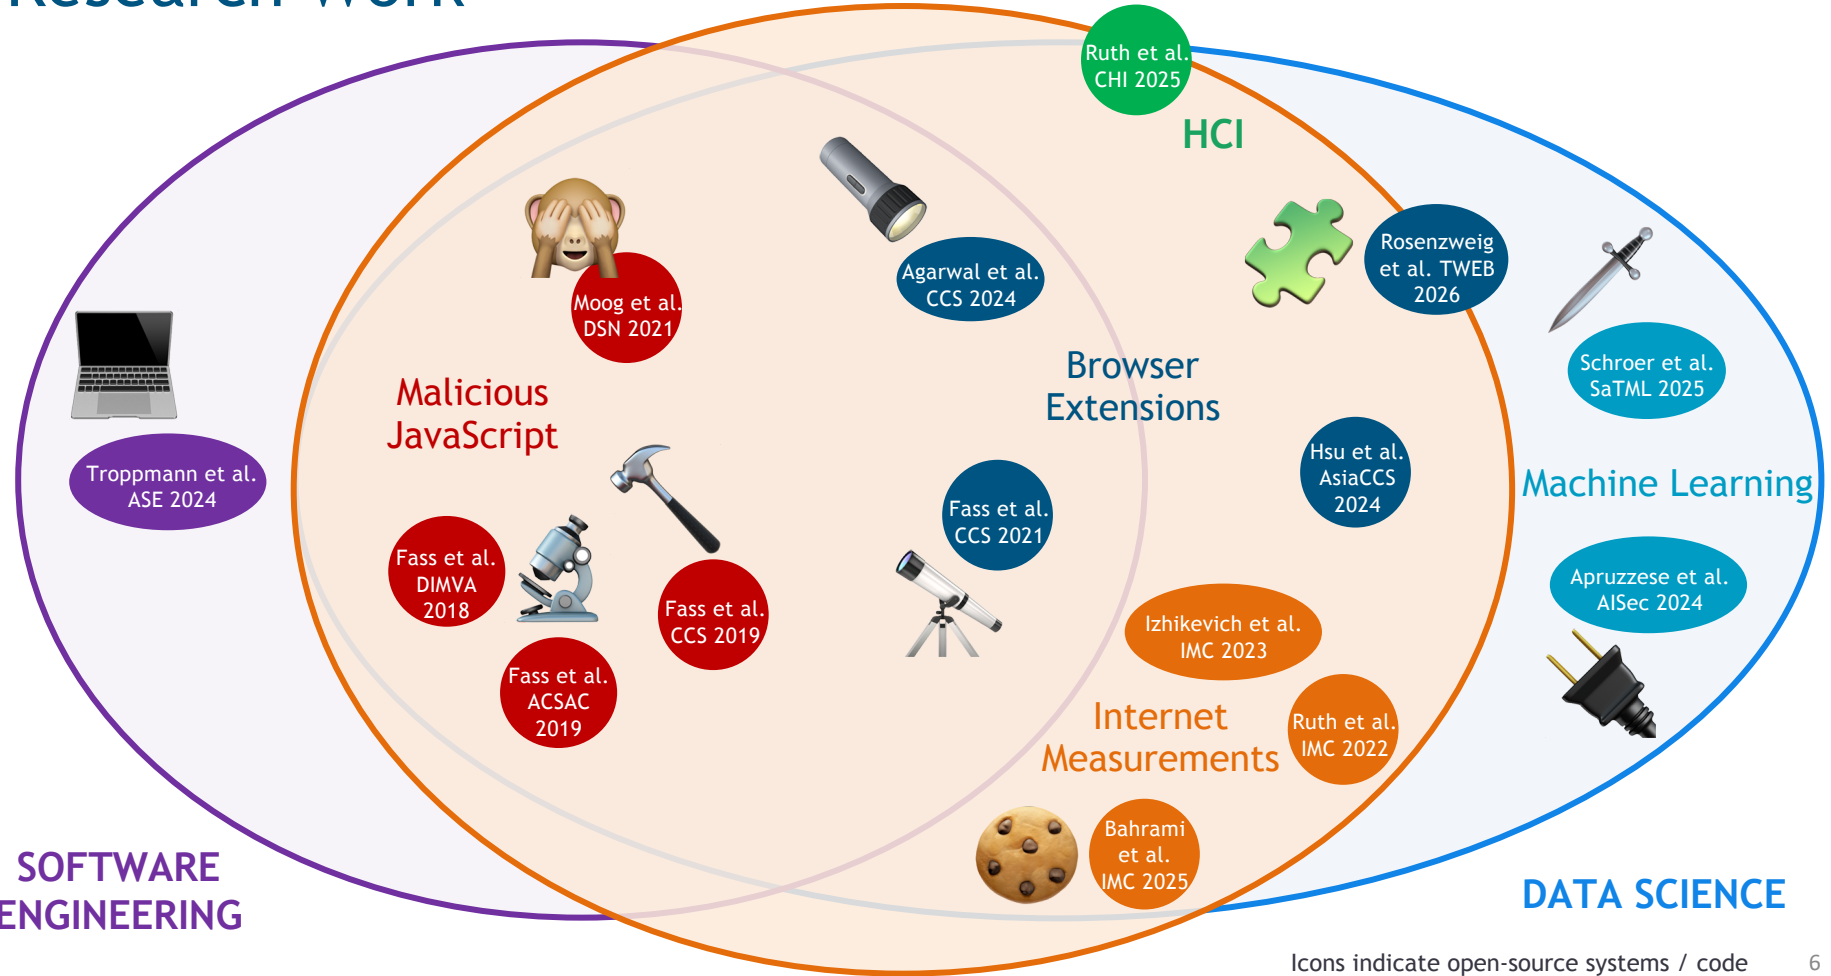 Research Work
Ruth et al.
CHI 2025
HCI
Rosenzweig
et al. TWEB
2026
Agarwal et al.
CCS 2024
Moog et al.
DSN 2021
Schroer et al.
SaTML 2025
Browser
Extensions
Malicious
JavaScript
Troppmann et al.
ASE 2024
Hsu et al.
AsiaCCS
2024
Machine Learning
Fass et al.
CCS 2021
Fass et al.
DIMVA
2018
Fass et al.
CCS 2019
Apruzzese et al.
AISec 2024
Izhikevich et al.
IMC 2023
Fass et al.
ACSAC
2019
Internet
Measurements
Ruth et al.
IMC 2022
Bahrami
et al.
IMC 2025
SOFTWARE
ENGINEERING
DATA SCIENCE
Icons indicate open-source systems / code
6